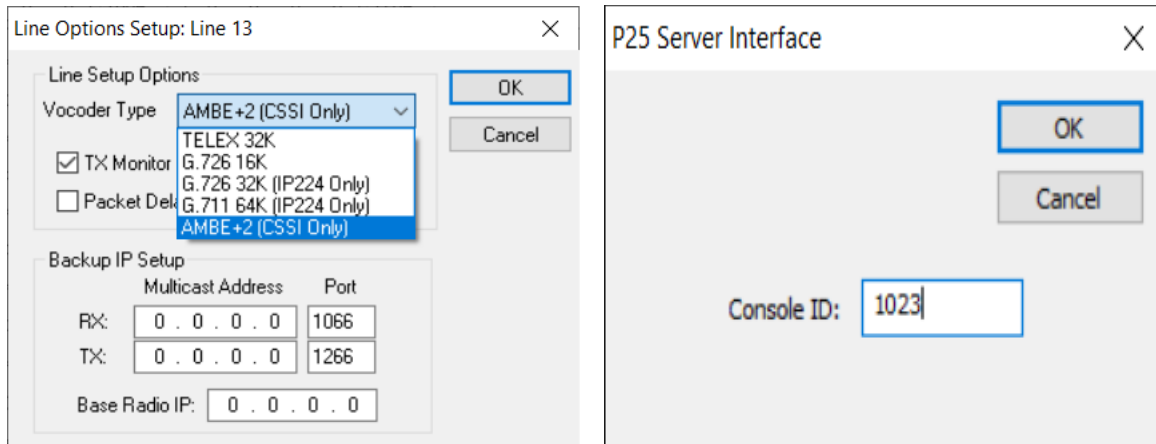 Line Options Setup: Line 13
Line Setup Options
OK
Vocoder Type AMBE+2 (CSSI Only)
Cancel
TELEX 32K
TX Monitor
G.726 16K
G.726 32K (IP224 Only)
Packet Del
G.711 64K (IP224 Only)
AMBE+2 (CSSI Only)
Backup IP Setup
Multicast Address Port
RX: 0 . 0 . 0 . 0 1066
TX: 0 . 0 . 0 . 0 1266
Base Radio IP: 0 . 0 . 0 . 0
P25 Server Interface
OK
Cancel
Console ID: 1023